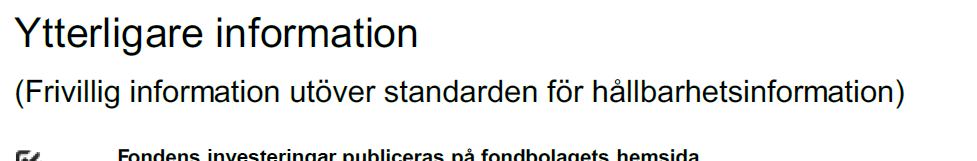 Ytterligare information
(Frivillig information utöver standarden för hållbarhetsinformation)
Fondens investeringar publiceras på fondbolagets hemsida